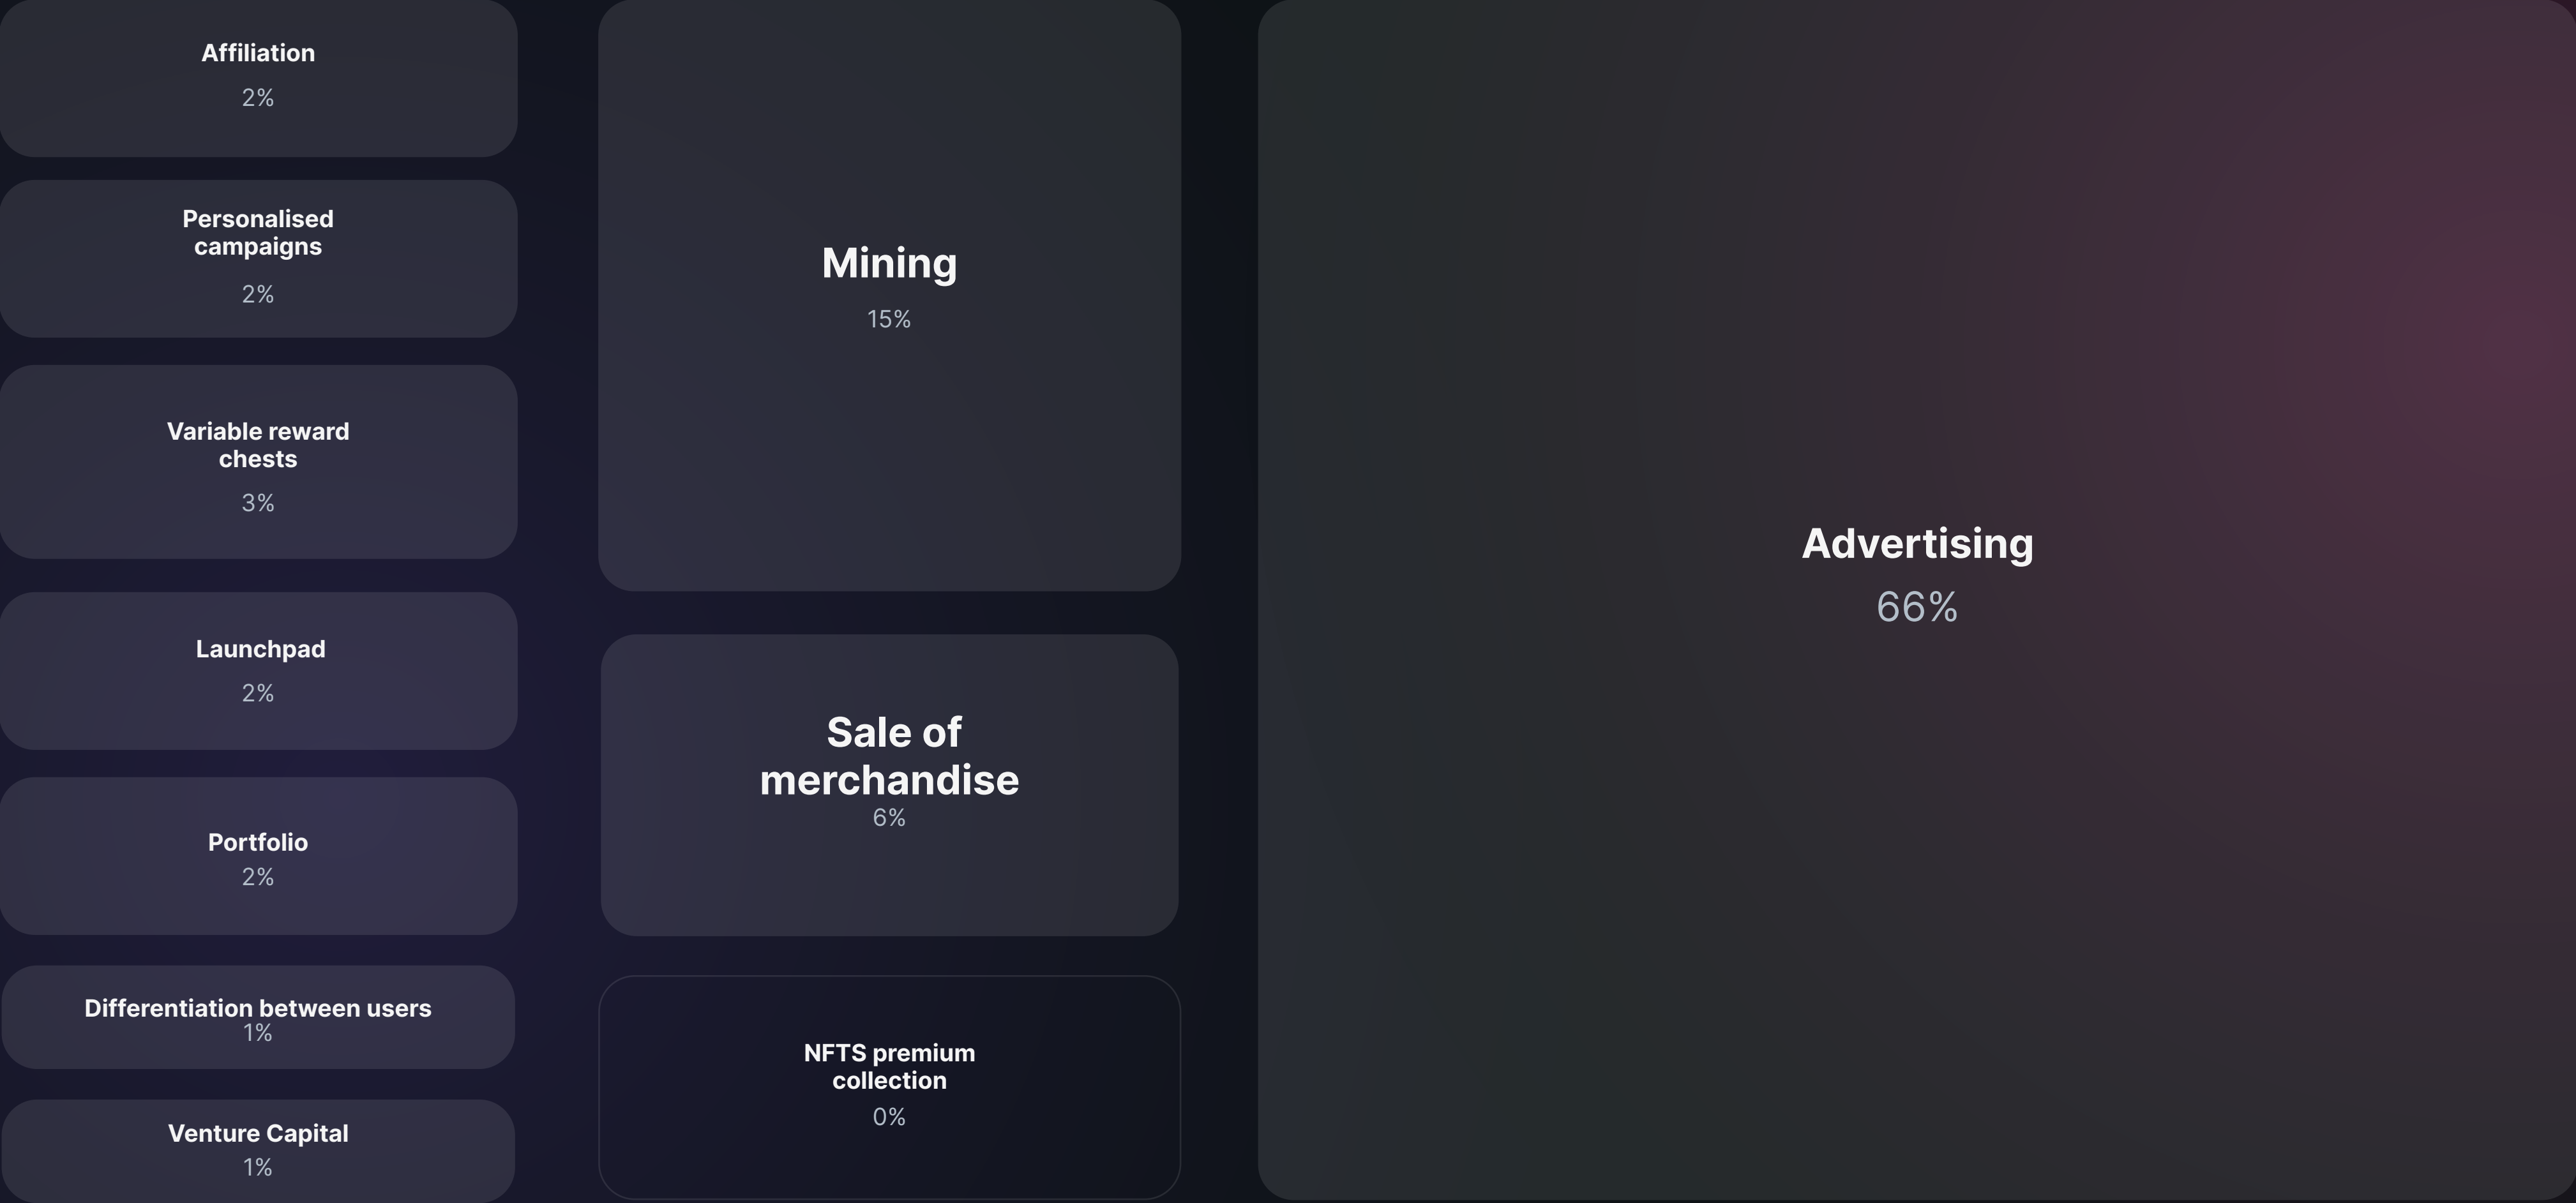 Affiliation
2%
Personalised
campaigns
2%
Variable reward
chests
3%
Launchpad
2%
Portfolio
2%
Differentiation between users
1%
Venture Capital
1%
Mining
15%
Sale of
merchandise
6%
NFTS premium
collection
0%
Advertising
66%